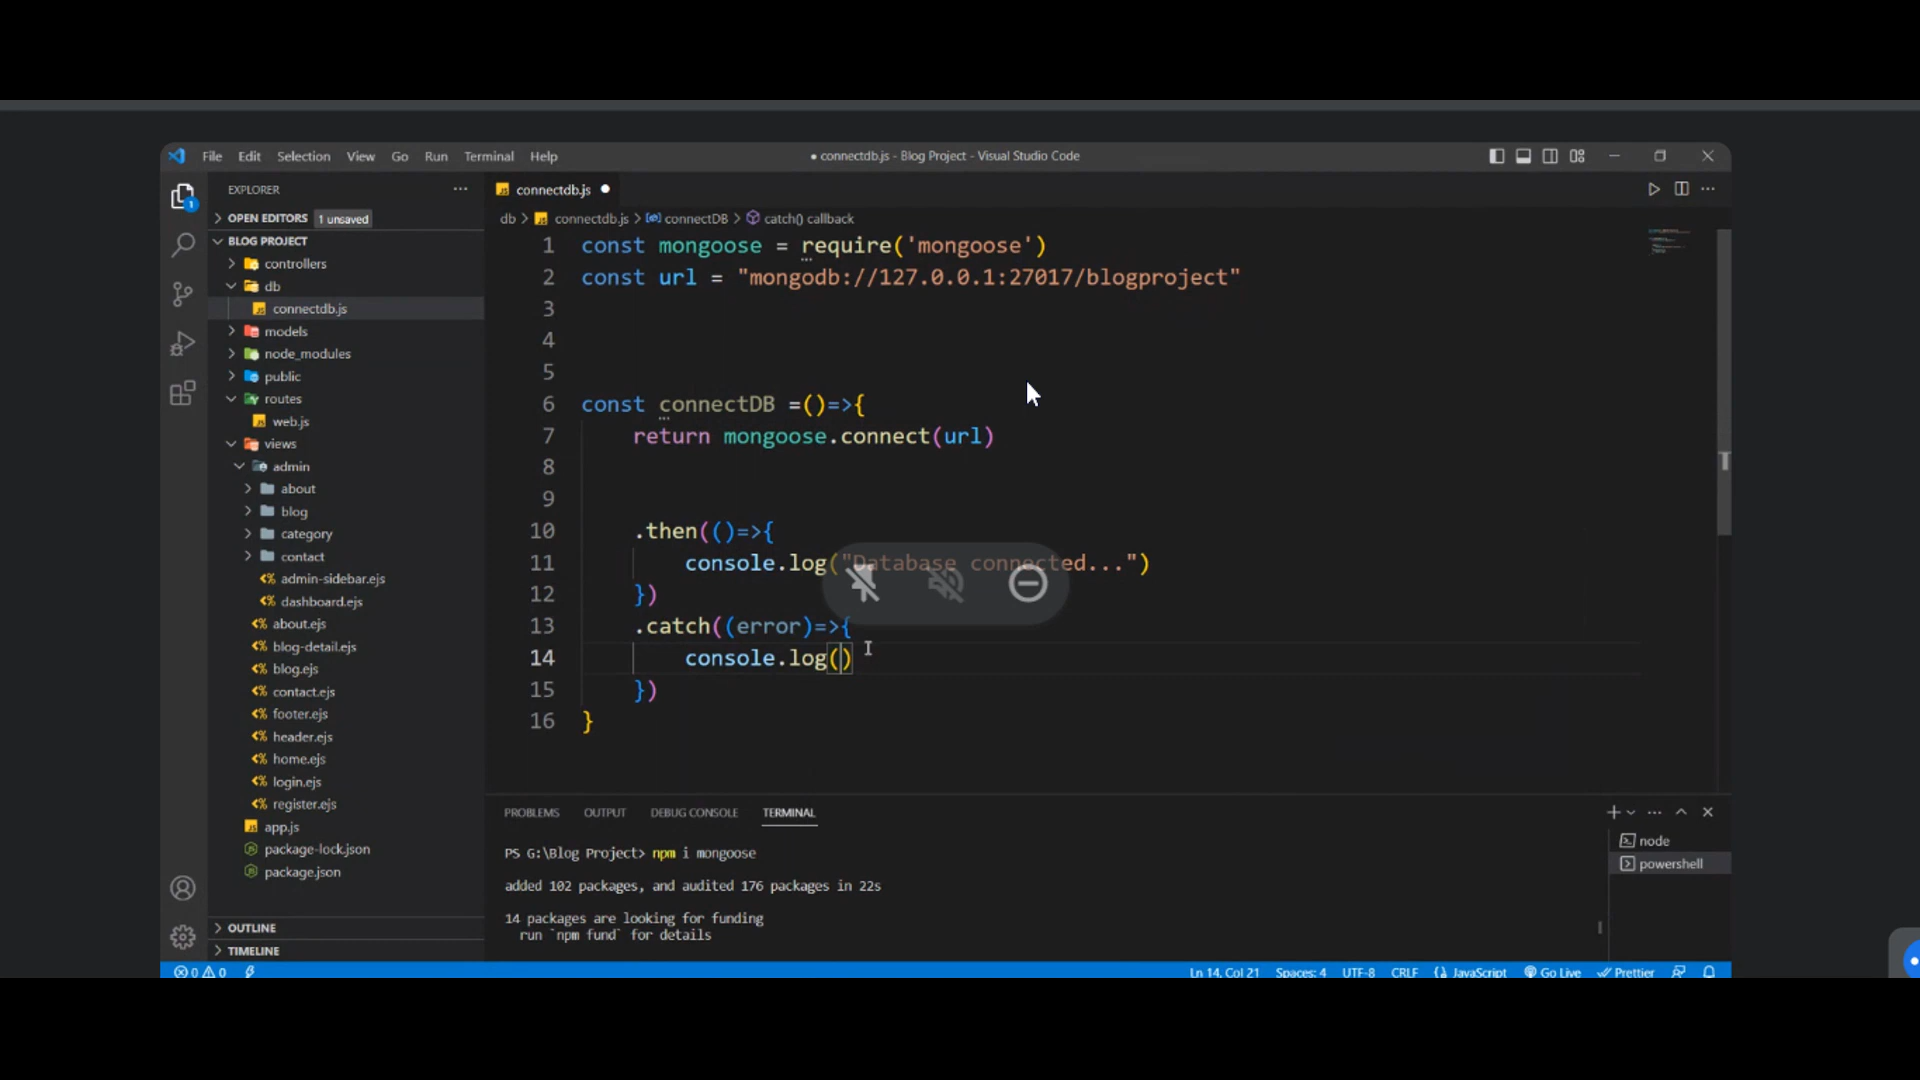 File Edit Selection View Go Run Terminal Help
● connectdb.js - Blog Project - Visual Studio Code
EXPLORER
OPEN EDITORS 1 unsaved
BLOG PROJECT
controllers
db
connectdb.js
models
node_modules
public
routes
web.js
views
admin
about
blog
category
contact
admin-sidebar.ejs
dashboard.ejs
about.ejs
blog-detail.ejs
blog.ejs
contact.ejs
footer.ejs
header.ejs
home.ejs
login.ejs
register.ejs
app.js
package-lock.json
package.json
OUTLINE
TIMELINE
1
connectdb.js ●
db > connectdb.js > connectDB > catch() callback
1 const mongoose = require('mongoose')
2 const url = "mongodb://127.0.0.1:27017/blogproject"
3
4
5
6 const connectDB =()=>{
7 return mongoose.connect(url)
8
9
10 .then(()=>{
11 console.log("Database connected...")
12 })
13 .catch((error)=>{
14 console.log()
15 })
16 }
PROBLEMS OUTPUT DEBUG CONSOLE TERMINAL
PS G:\Blog Project> npm i mongoose
added 102 packages, and audited 176 packages in 22s
14 packages are looking for funding
run `npm fund` for details
node
powershell
0 0 Ln 14, Col 21 Spaces: 4 UTF-8 CRLF {} JavaScript Go Live Prettier